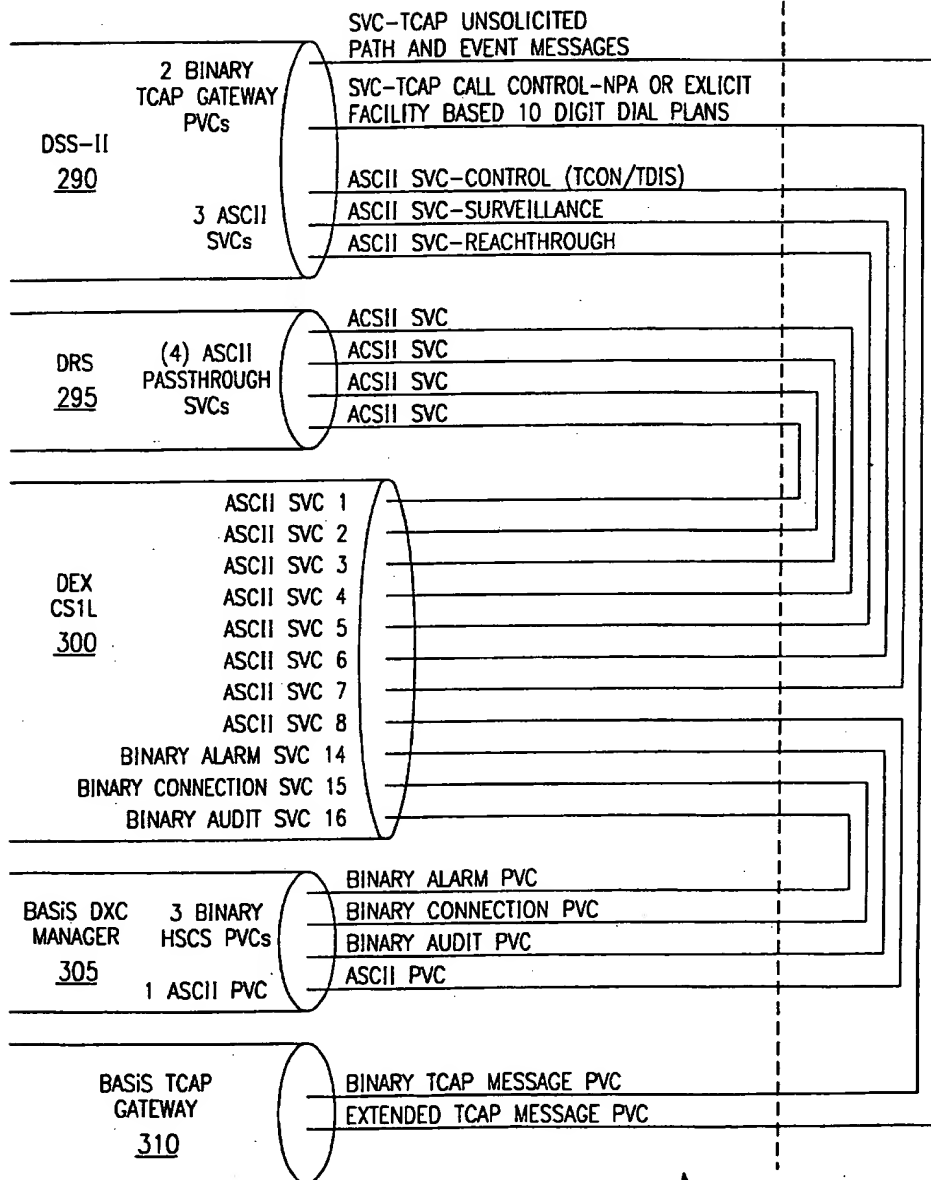 SVC-TCAP UNSOLICITED
PATH AND EVENT MESSAGES
2 BINARY
TCAP GATEWAY
PVCs
SVC-TCAP CALL CONTROL-NPA OR EXLICIT
FACILITY BASED 10 DIGIT DIAL PLANS
DSS-II
290
3 ASCII
SVCs
ASCII SVC-CONTROL (TCON/TDIS)
ASCII SVC-SURVEILLANCE
ASCII SVC-REACHTHROUGH
DRS
295
(4) ASCII
PASSTHROUGH
SVCs
ACSII SVC
ASCII SVC
ASCII SVC
ACSII SVC
DEX
CS1L
300
ASCII SVC 1
ASCII SVC 2
ASCII SVC 3
ASCII SVC 4
ASCII SVC 5
ASCII SVC 6
ASCII SVC 7
ASCII SVC 8
BINARY ALARM SVC 14
BINARY CONNECTION SVC 15
BINARY AUDIT SVC 16
BASiS DXC
MANAGER
305
3 BINARY
HSCS PVCs
1 ASCII PVC
BINARY ALARM PVC
BINARY CONNECTION PVC
BINARY AUDIT PVC
ASCII PVC
BASiS TCAP
GATEWAY
310
BINARY TCAP MESSAGE PVC
EXTENDED TCAP MESSAGE PVC